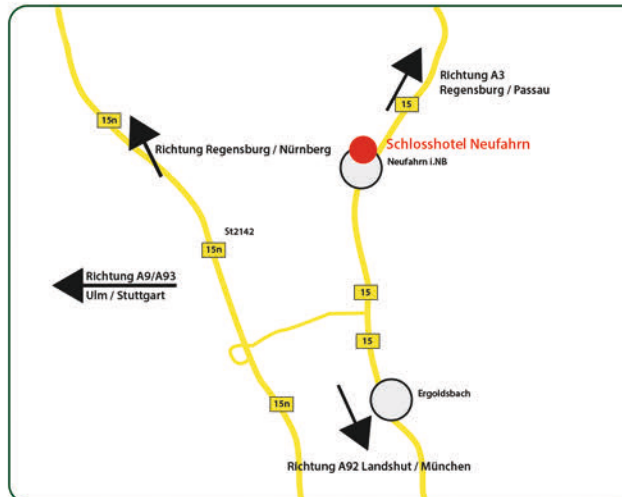 Richtung A3
Regensburg / Passau
15
15n
Richtung Regensburg / Nürnberg
Schlosshotel Neufahrn
Neufahrn i.NB
St2142
15n
Richtung A9/A93
Ulm / Stuttgart
15
15
Ergoldsbach
15n
Richtung A92 Landshut / München